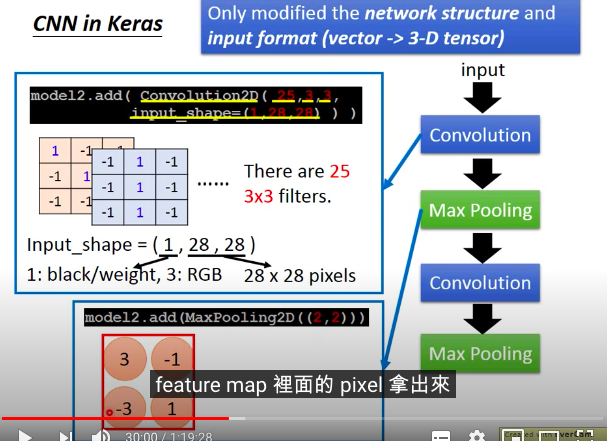 CNN in Keras
Only modified the network structure and
input format (vector -> 3-D tensor)
input
model2.add( Convolution2D( 25,3,3,
input_shape=(1,28,28) ) )
Convolution
1 -1
-1 1
-1 -1
-1 1 -1
-1 1 -1
-1 1 -1
......
There are 25
3x3 filters.
Max Pooling
Input_shape = ( 1 , 28 , 28 )
1: black/weight, 3: RGB 28 x 28 pixels
Convolution
model2.add(MaxPooling2D((2,2)))
Max Pooling
3 -1
-3 1
feature map 裡面的 pixel 拿出來
30:00 / 1:19:28
Created with EverCam